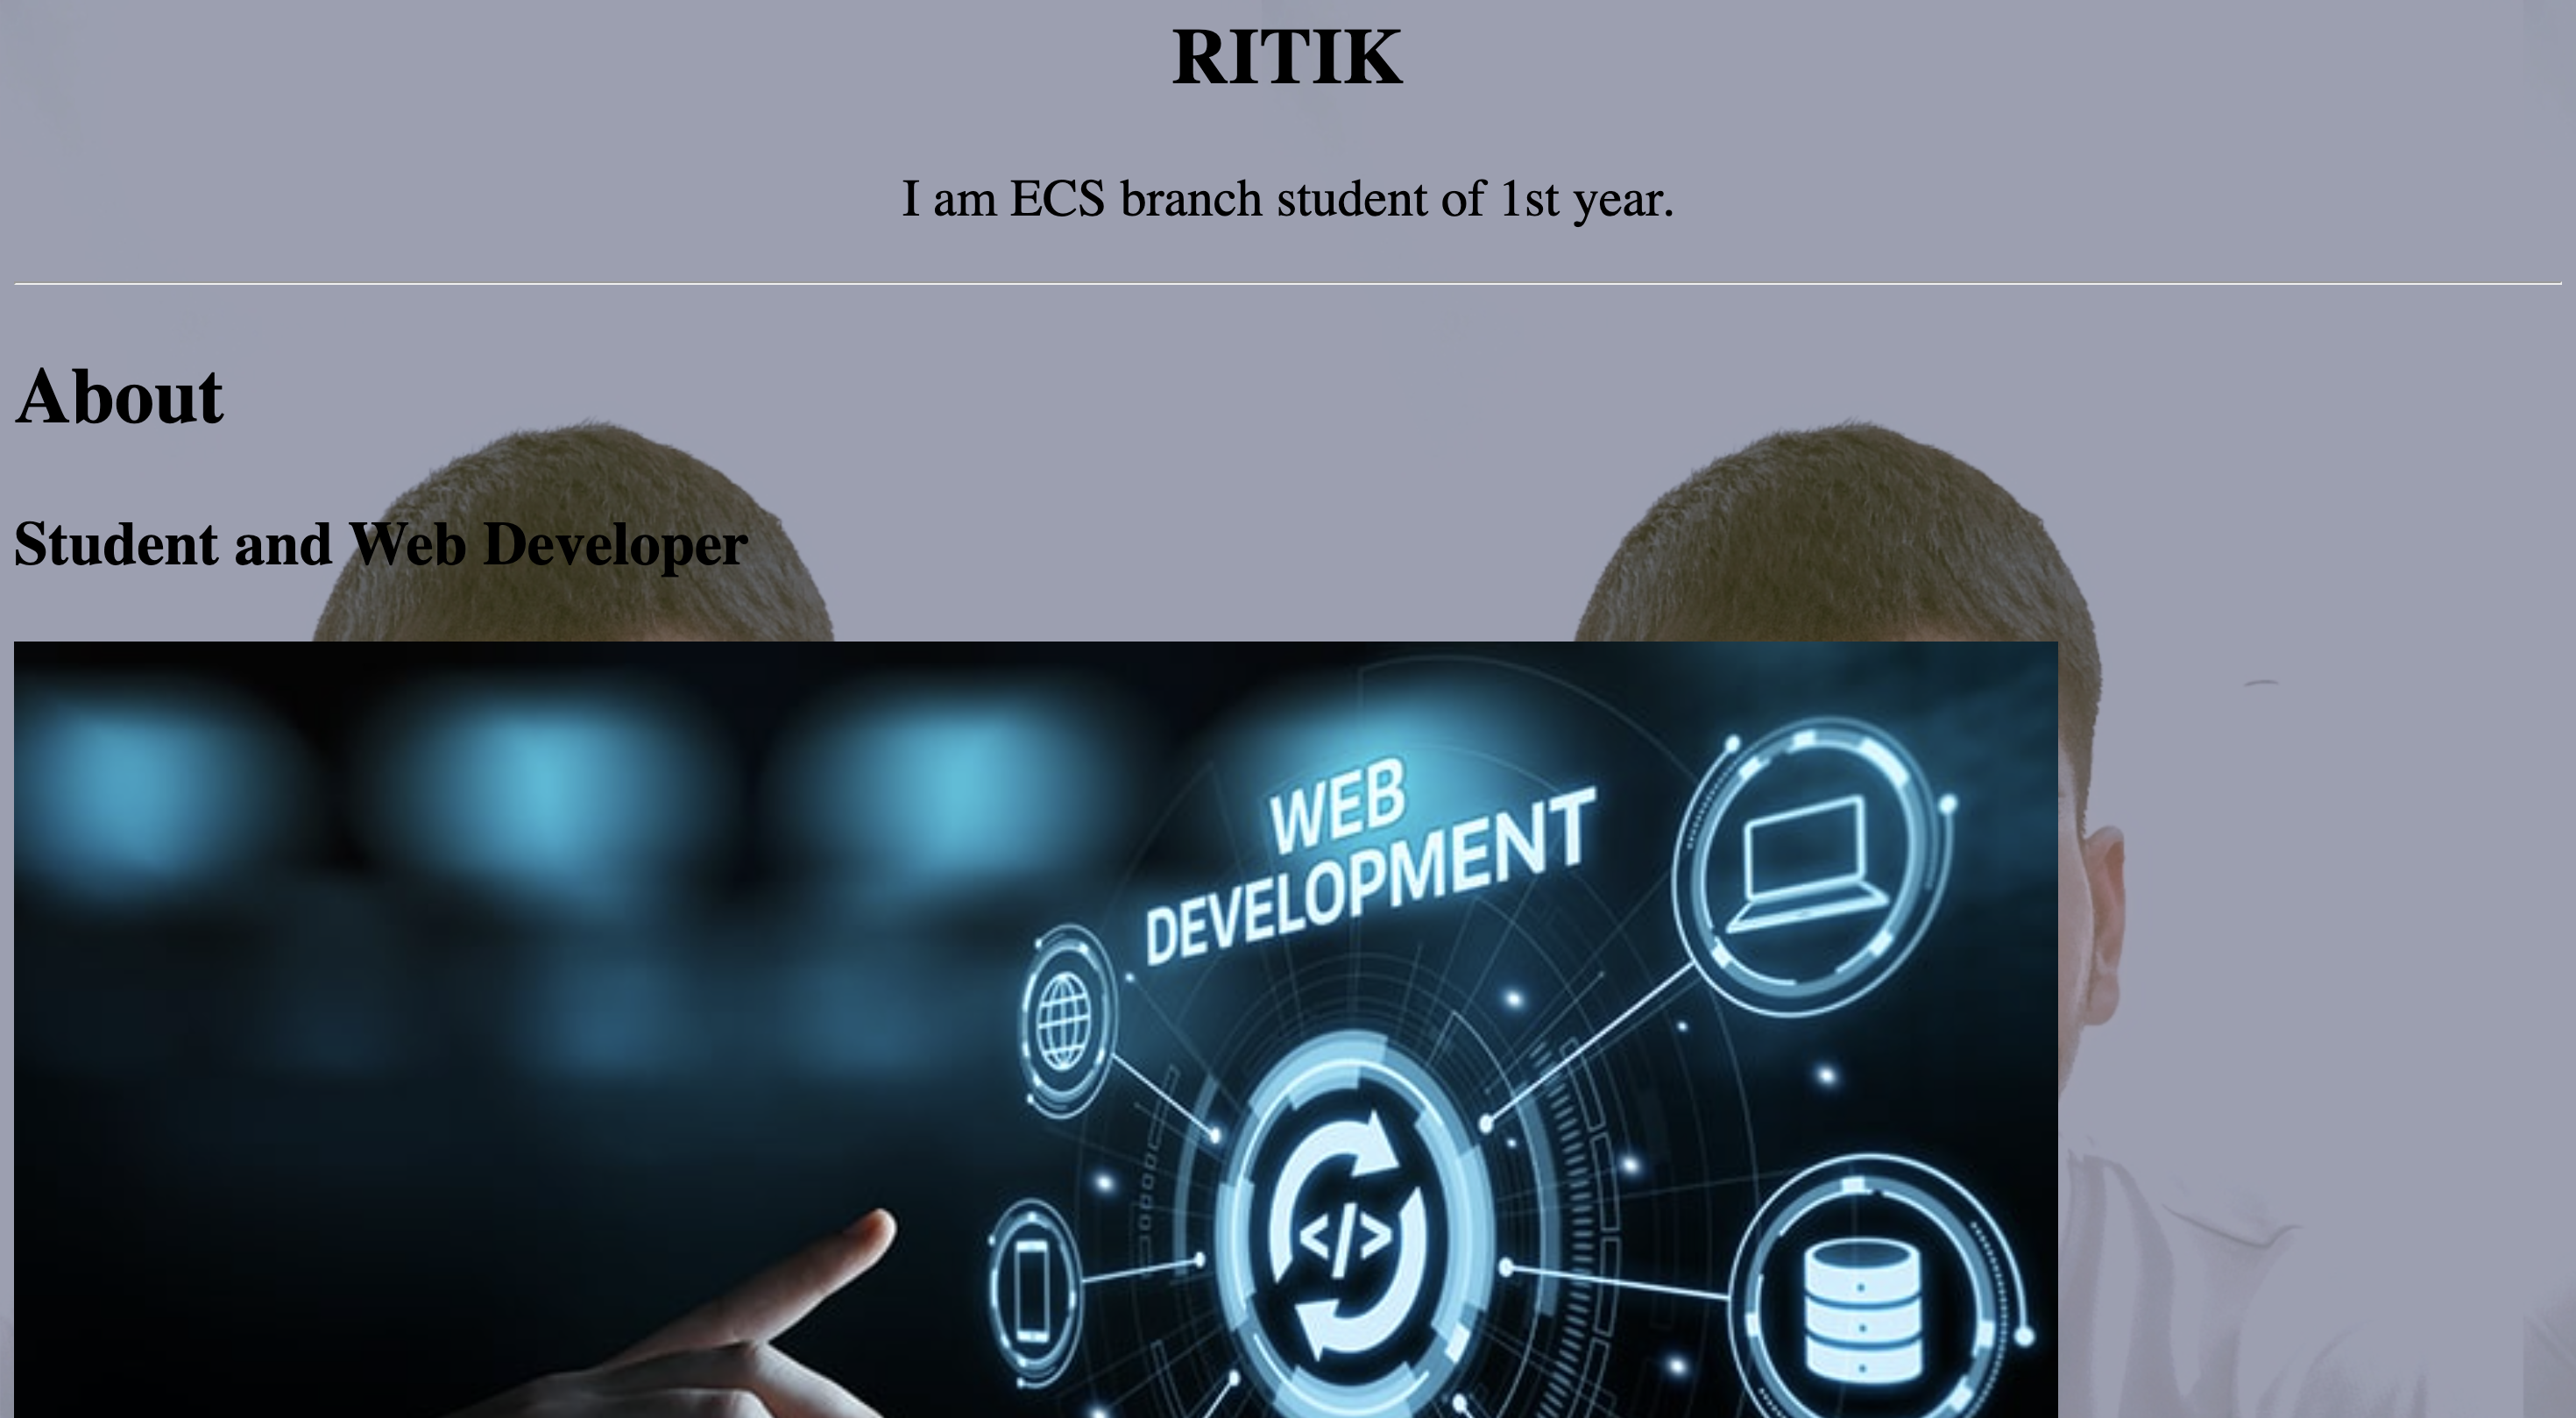 RITIK
I am ECS branch student of 1st year.
About
Student and Web Developer
WEB
DEVELOPMENT
</>